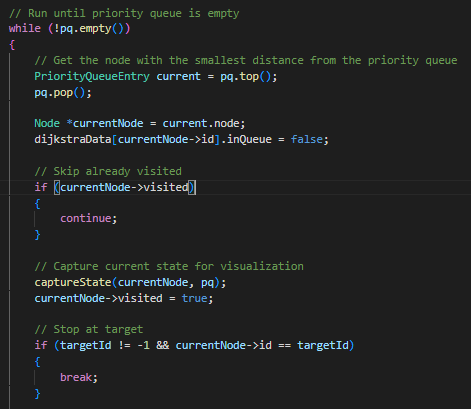 // Run until priority queue is empty
while (!pq.empty())
{
// Get the node with the smallest distance from the priority queue
PriorityQueueEntry current = pq.top();
pq.pop();
Node *currentNode = current.node;
dijkstraData[currentNode->id].inQueue = false;
// Skip already visited
if (currentNode->visited)
{
continue;
}
// Capture current state for visualization
captureState(currentNode, pq);
currentNode->visited = true;
// Stop at target
if (targetId != -1 && currentNode->id == targetId)
{
break;
}